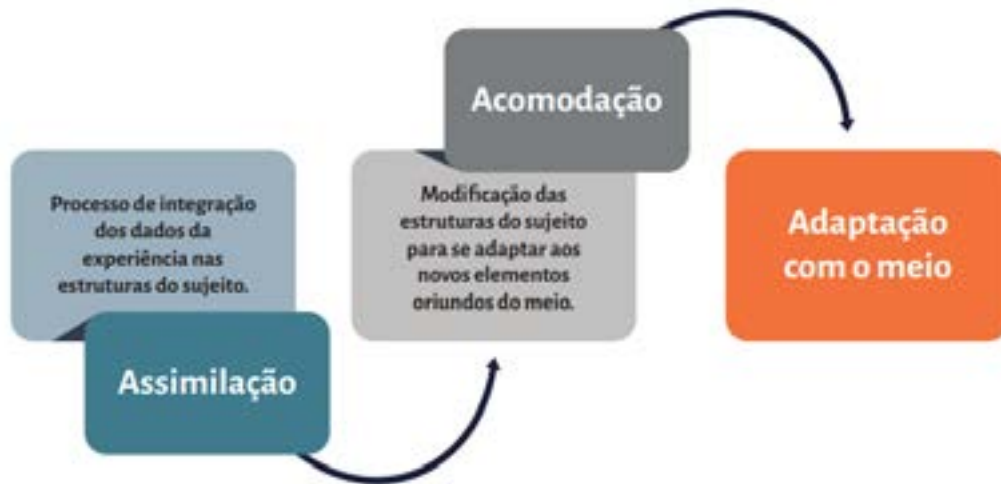 Processo de integração
dos dados da
experiência nas
estruturas do sujeito.
Assimilação
Acomodação
Modificação das
estruturas do sujeito
para se adaptar aos
novos elementos
oriundos do meio.
Adaptação
com o meio